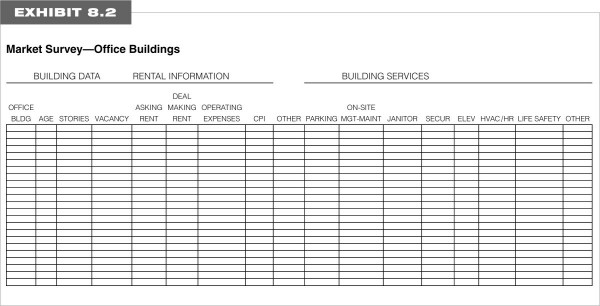 EXHIBIT 8.2
Market Survey—Office Buildings
BUILDING DATA RENTAL INFORMATION BUILDING SERVICES
DEAL
OFFICE ASKING MAKING OPERATING ON-SITE
BLDG AGE STORIES VACANCY RENT RENT EXPENSES CPI OTHER PARKING MGT-MAINT JANITOR SECUR ELEV HVAC/HR LIFE SAFETY OTHER